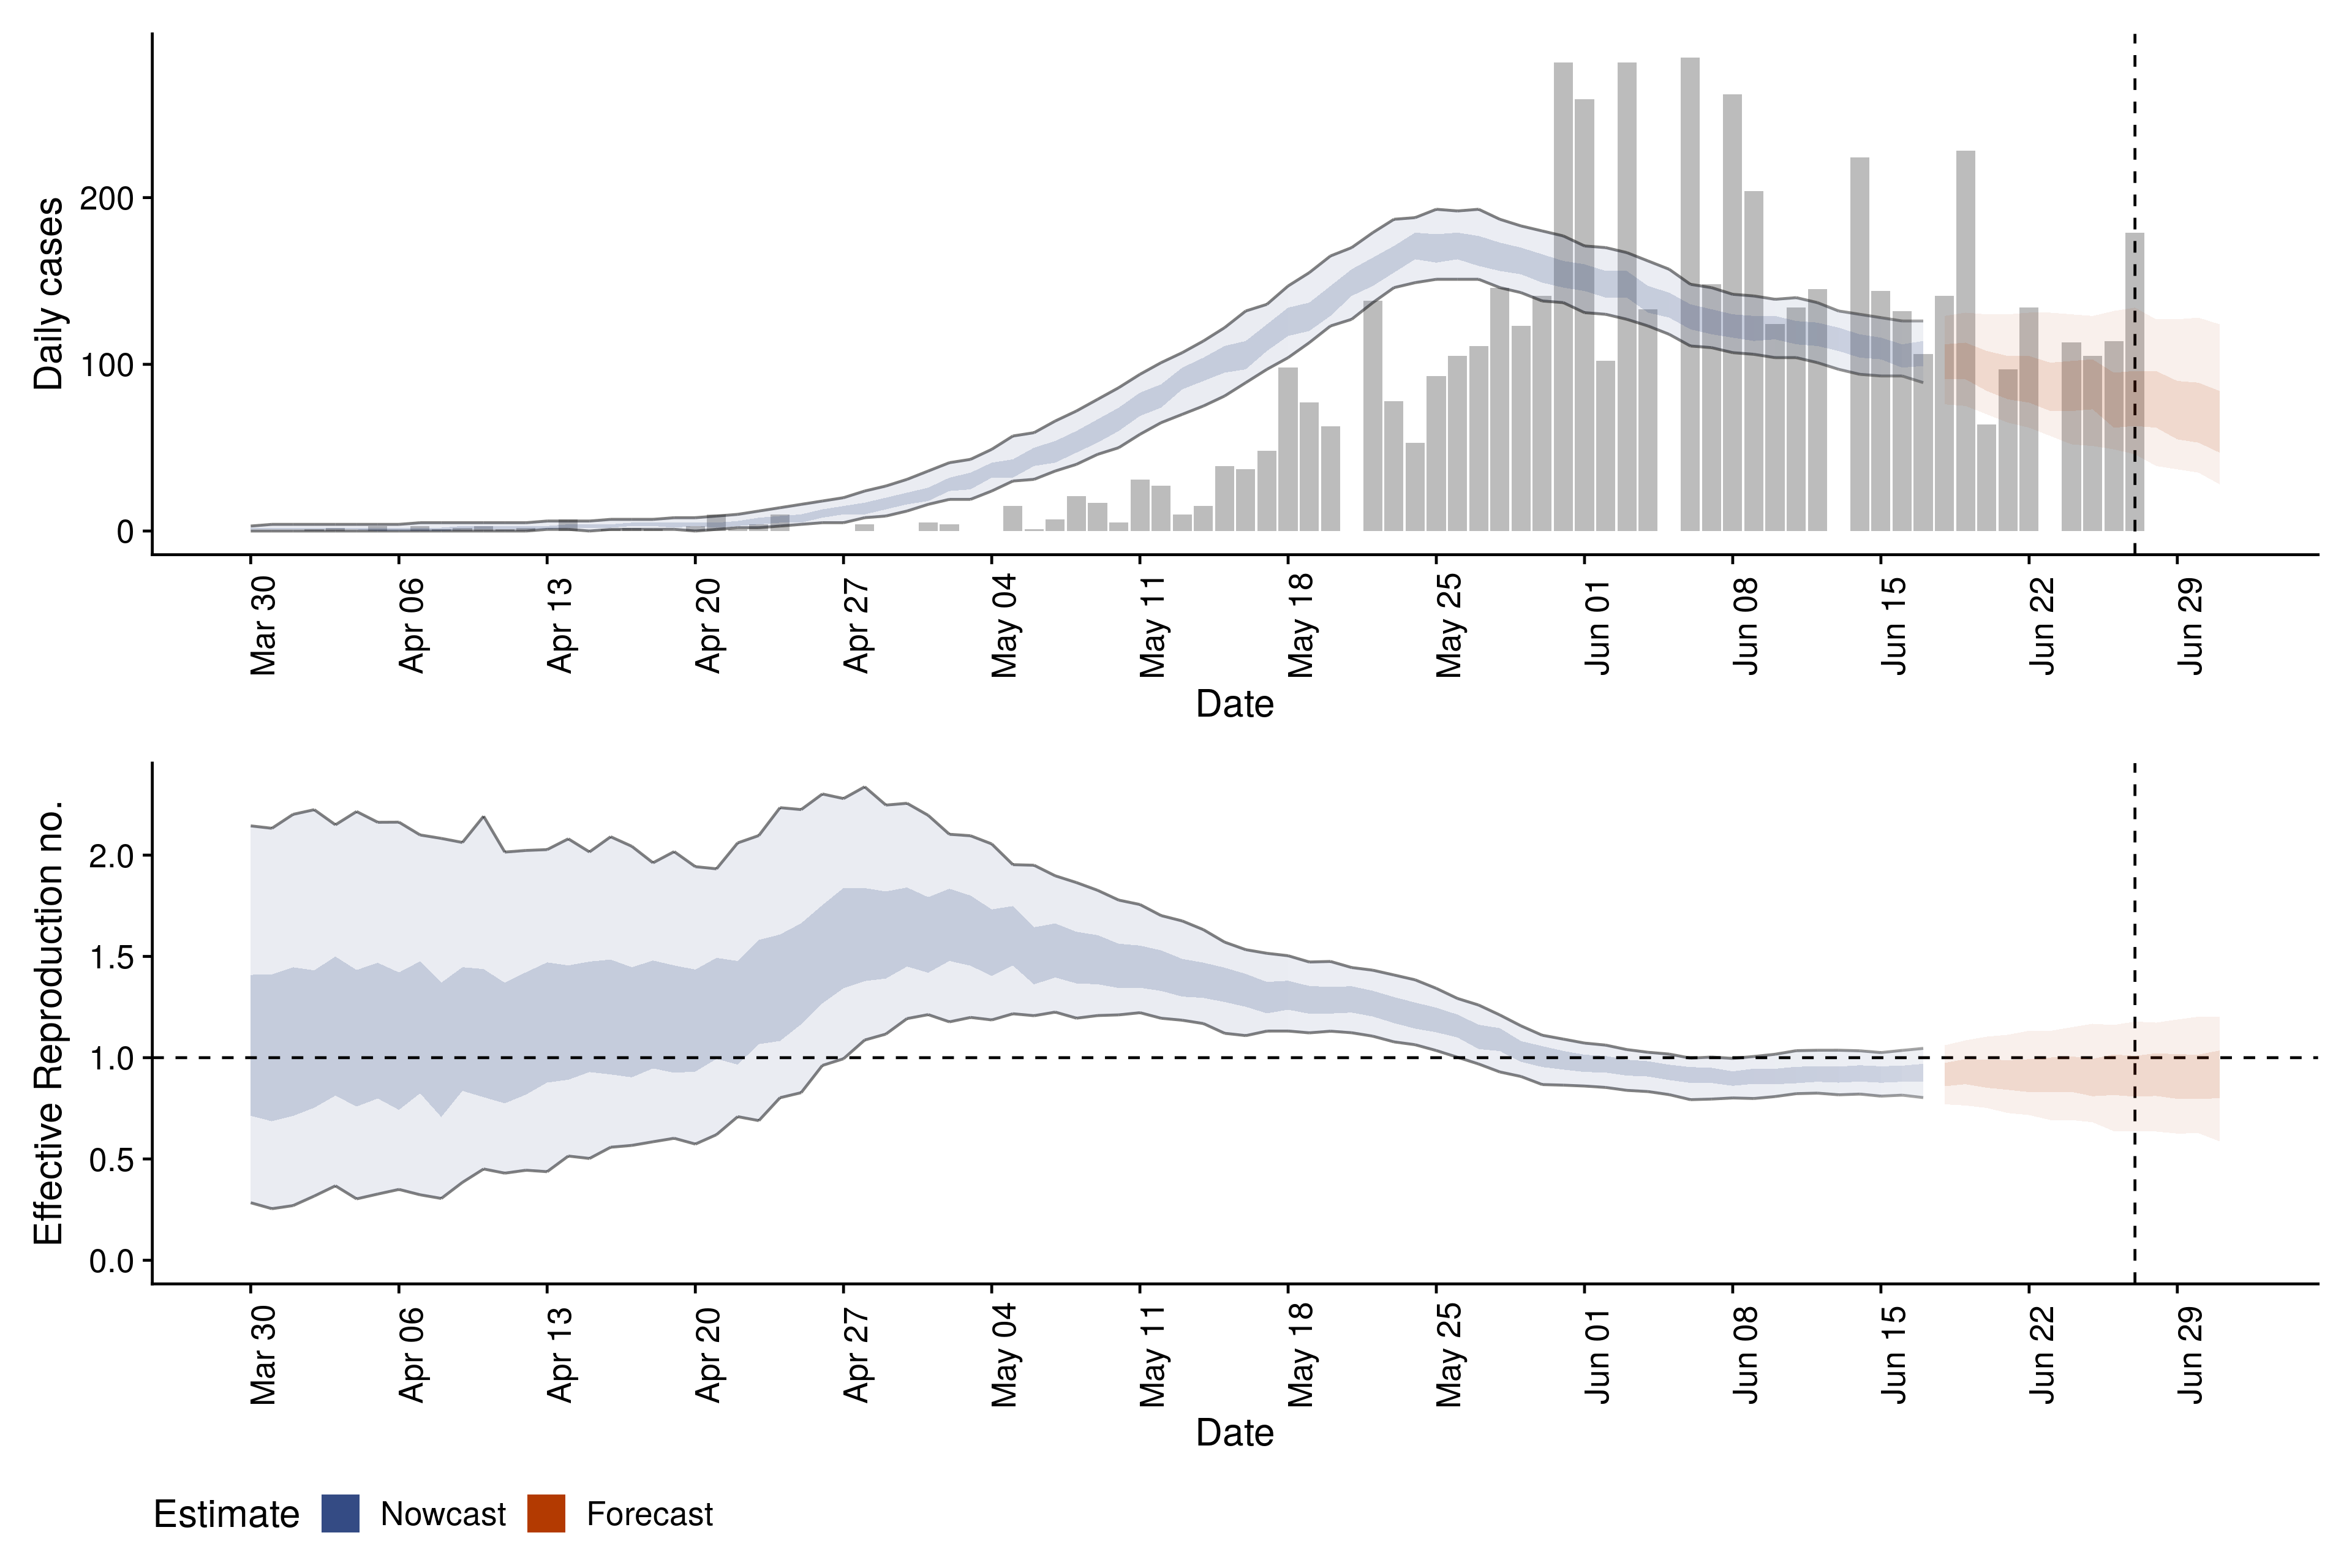 Daily cases
200
100
0
Mar 30
Apr 06
Apr 13
Apr 20
Apr 27
May 04
May 11
May 18
May 25
Jun 01
Jun 08
Jun 15
Jun 22
Jun 29
Date
Effective Reproduction no.
2.0
1.5
1.0
0.5
0.0
Mar 30
Apr 06
Apr 13
Apr 20
Apr 27
May 04
May 11
May 18
May 25
Jun 01
Jun 08
Jun 15
Jun 22
Jun 29
Date
Estimate Nowcast Forecast